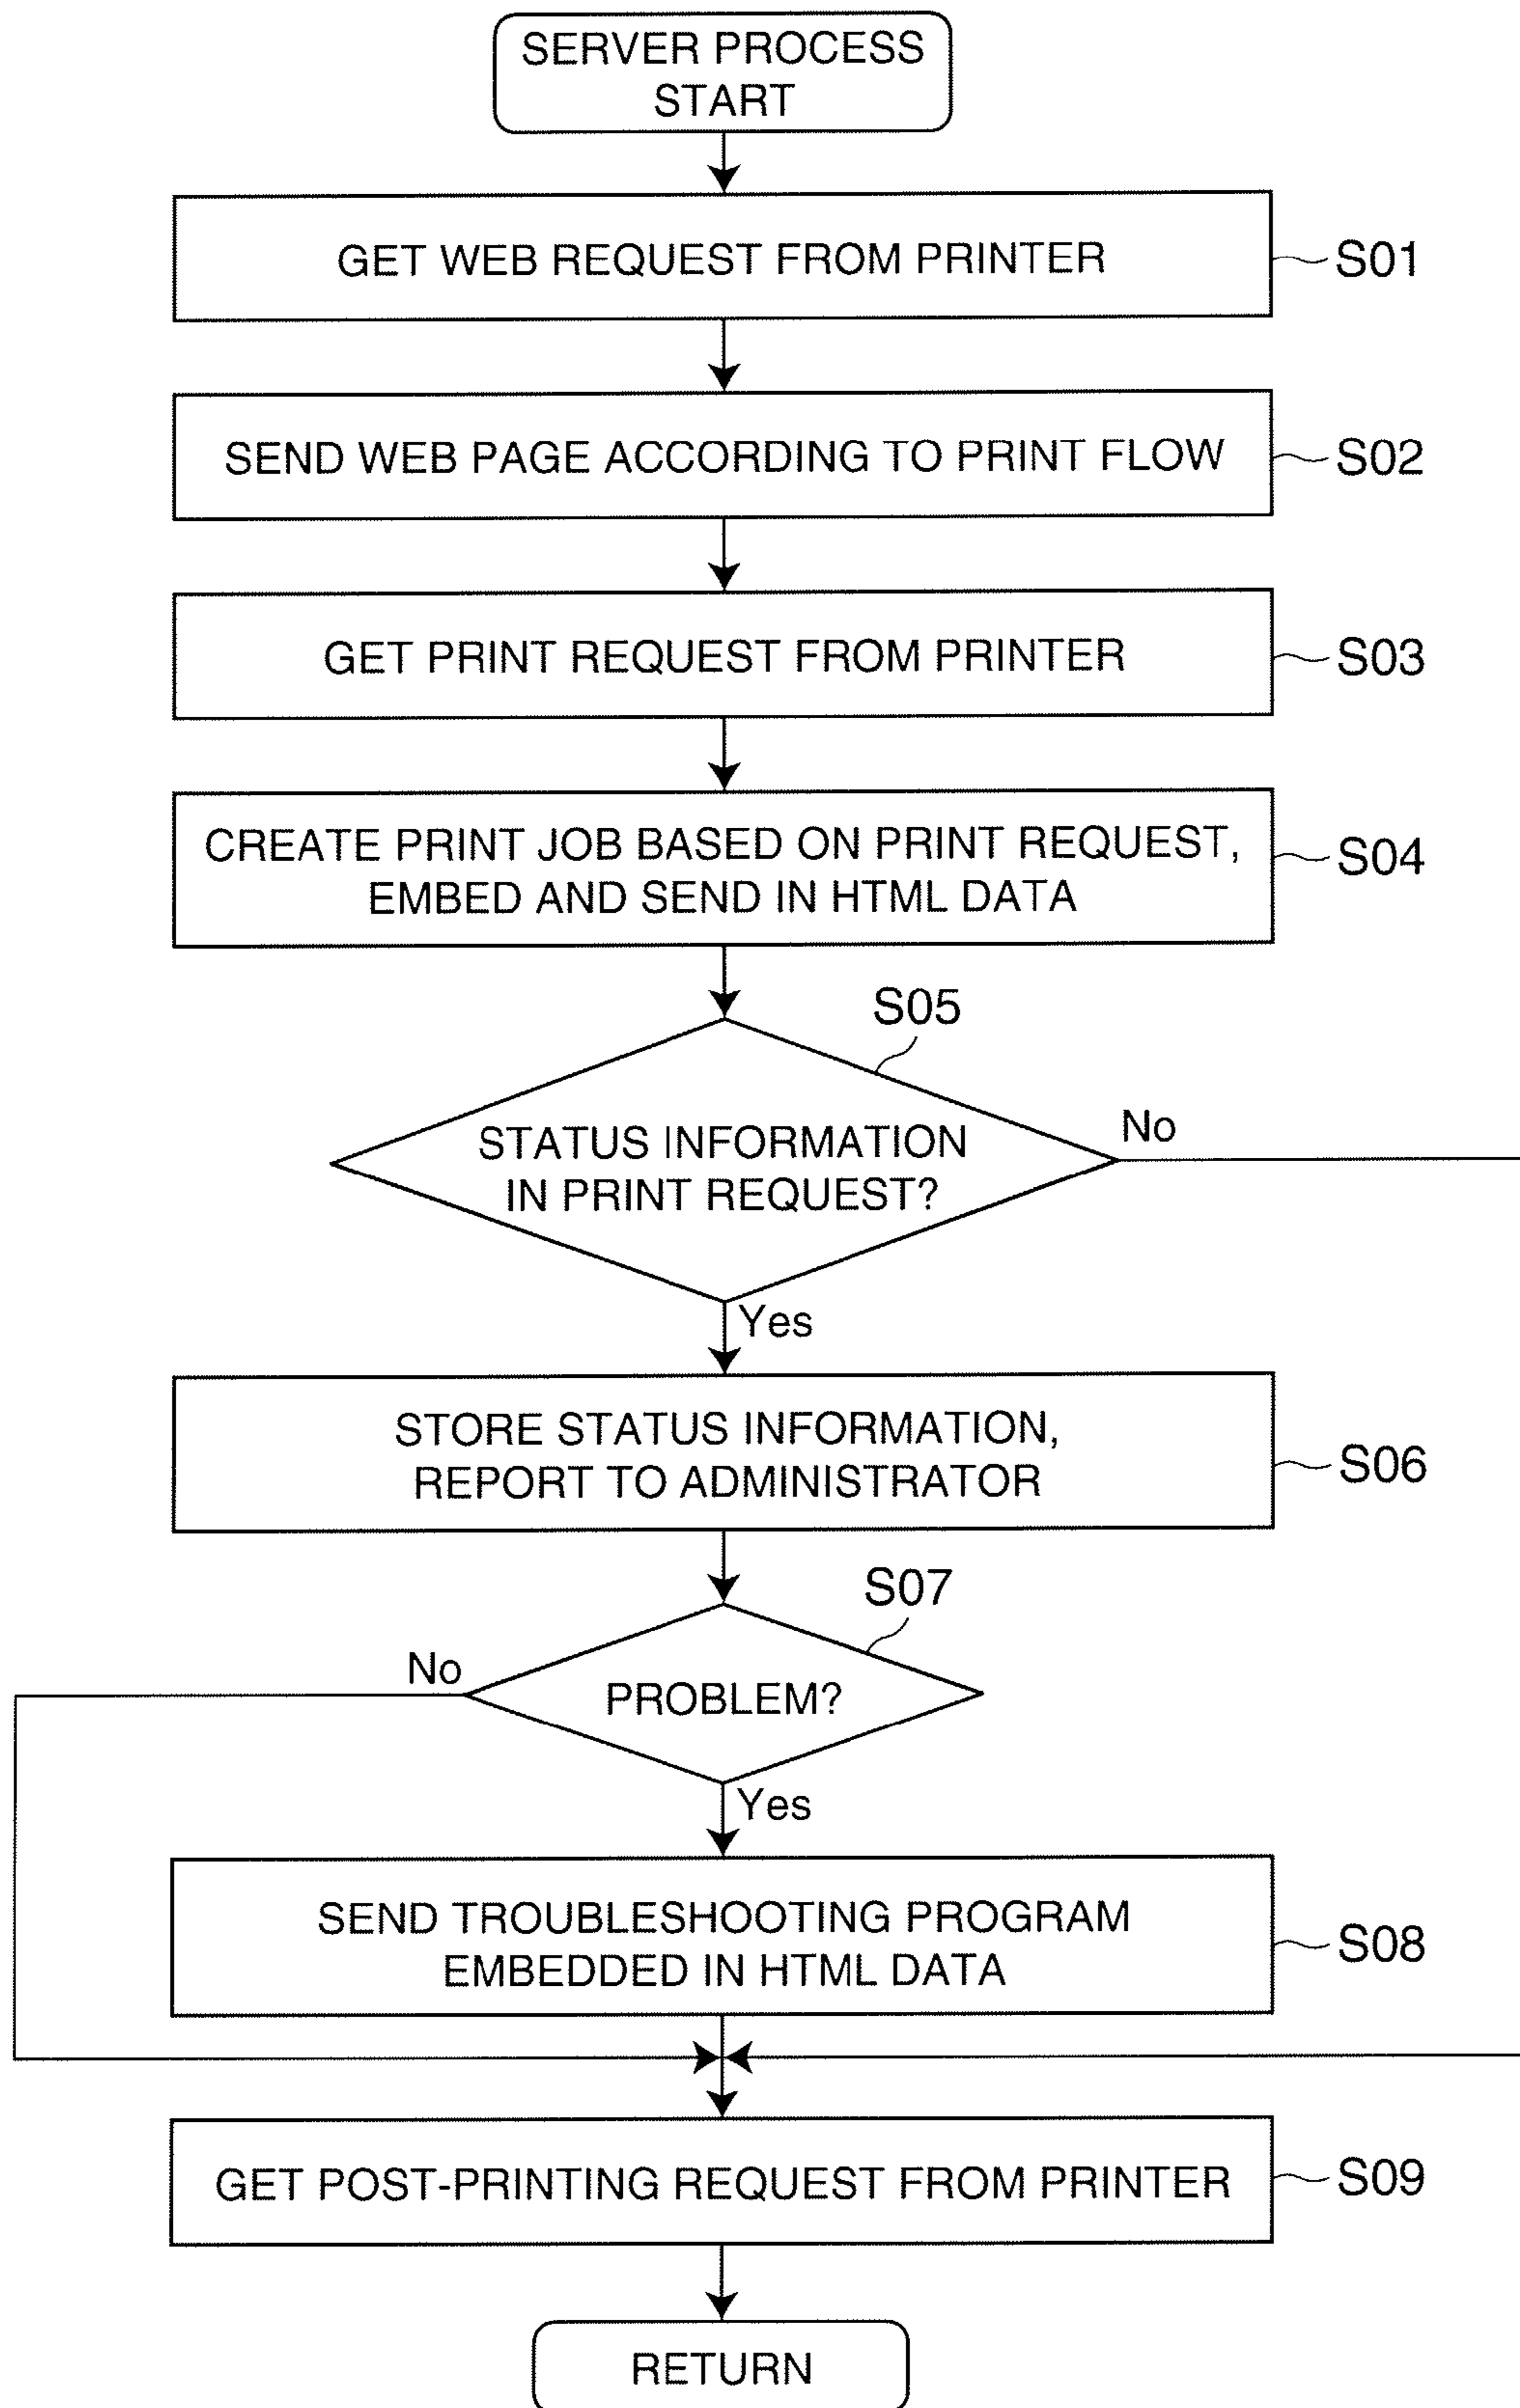 SERVER PROCESS
START
GET WEB REQUEST FROM PRINTER
S01
SEND WEB PAGE ACCORDING TO PRINT FLOW
S02
GET PRINT REQUEST FROM PRINTER
S03
CREATE PRINT JOB BASED ON PRINT REQUEST,
EMBED AND SEND IN HTML DATA
S04
S05
STATUS INFORMATION
IN PRINT REQUEST?
No
Yes
STORE STATUS INFORMATION,
REPORT TO ADMINISTRATOR
S06
S07
No
PROBLEM?
Yes
SEND TROUBLESHOOTING PROGRAM
EMBEDDED IN HTML DATA
S08
GET POST-PRINTING REQUEST FROM PRINTER
S09
RETURN